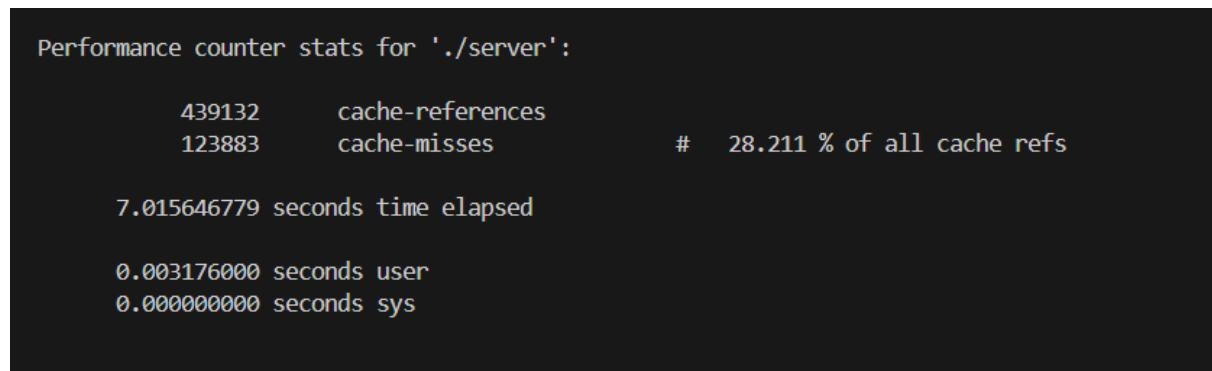 Performance counter stats for './server':
439132 cache-references
123883 cache-misses # 28.211 % of all cache refs
7.015646779 seconds time elapsed
0.003176000 seconds user
0.000000000 seconds sys